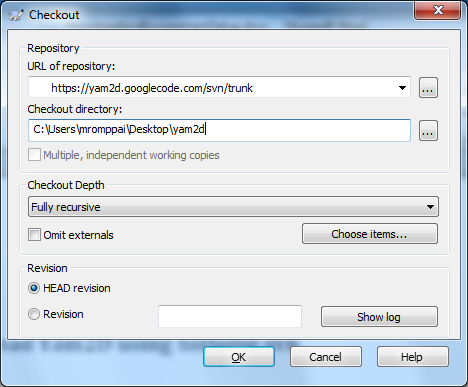 Checkout
Repository
URL of repository:
https://yam2d.googlecode.com/svn/trunk
...
Checkout directory:
C:\Users\mromppai\Desktop\yam2d
...
Multiple, independent working copies
Checkout Depth
Fully recursive
Omit externals
Choose items...
Revision
HEAD revision
Revision
Show log
OK
Cancel
Help